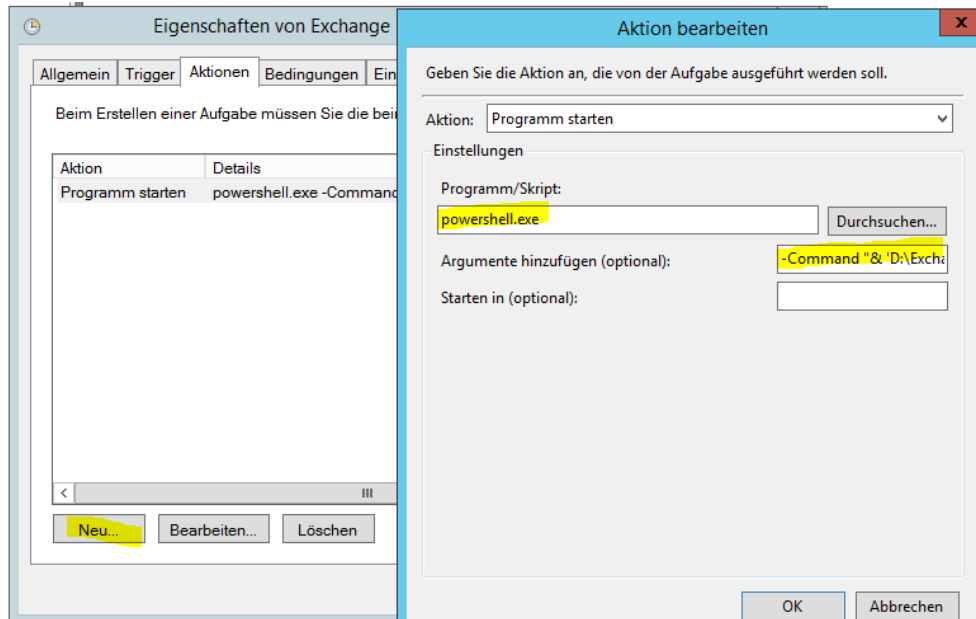 Eigenschaften von Exchange
Allgemein Trigger Aktionen Bedingungen Ein
Beim Erstellen einer Aufgabe müssen Sie die bei
Aktion Details
Programm starten powershell.exe -Command
Neu... Bearbeiten... Löschen
Aktion bearbeiten
x
Geben Sie die Aktion an, die von der Aufgabe ausgeführt werden soll.
Aktion: Programm starten
Einstellungen
Programm/Skript:
powershell.exe Durchsuchen...
Argumente hinzufügen (optional): -Command "& 'D:\Excha
Starten in (optional):
OK Abbrechen